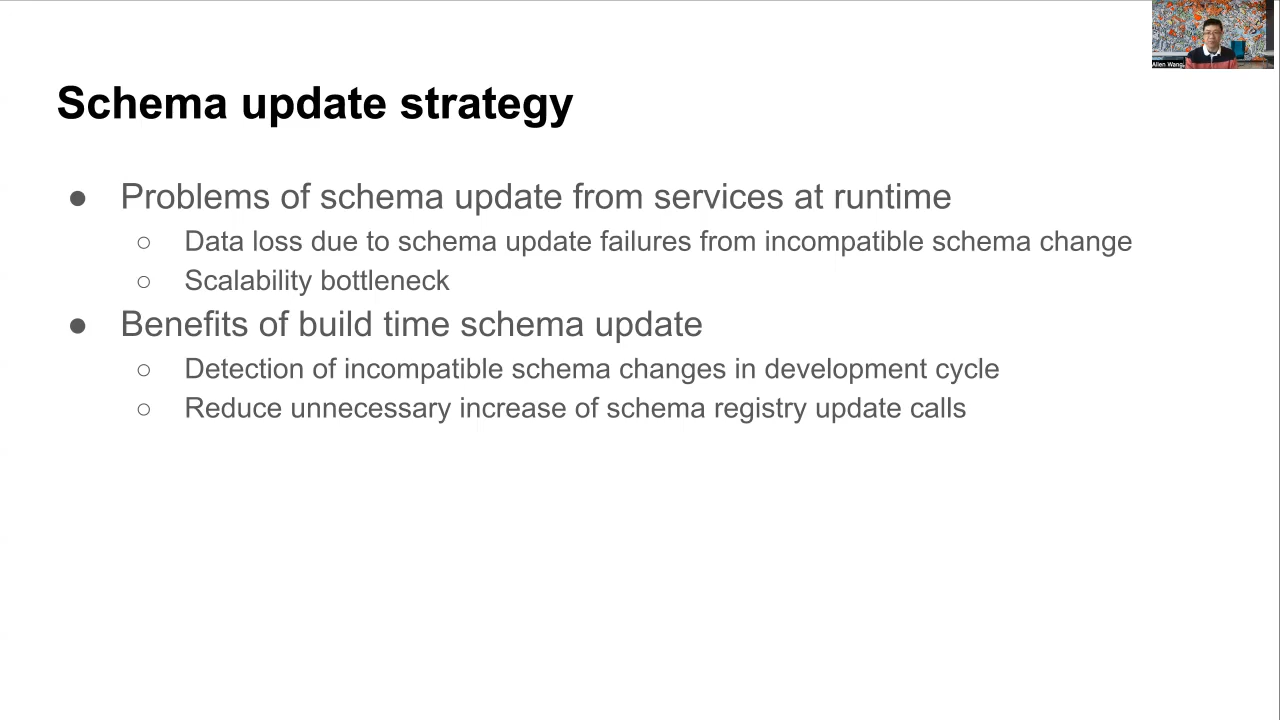 Allen Wang
Schema update strategy
● Problems of schema update from services at runtime
○ Data loss due to schema update failures from incompatible schema change
○ Scalability bottleneck
● Benefits of build time schema update
○ Detection of incompatible schema changes in development cycle
○ Reduce unnecessary increase of schema registry update calls